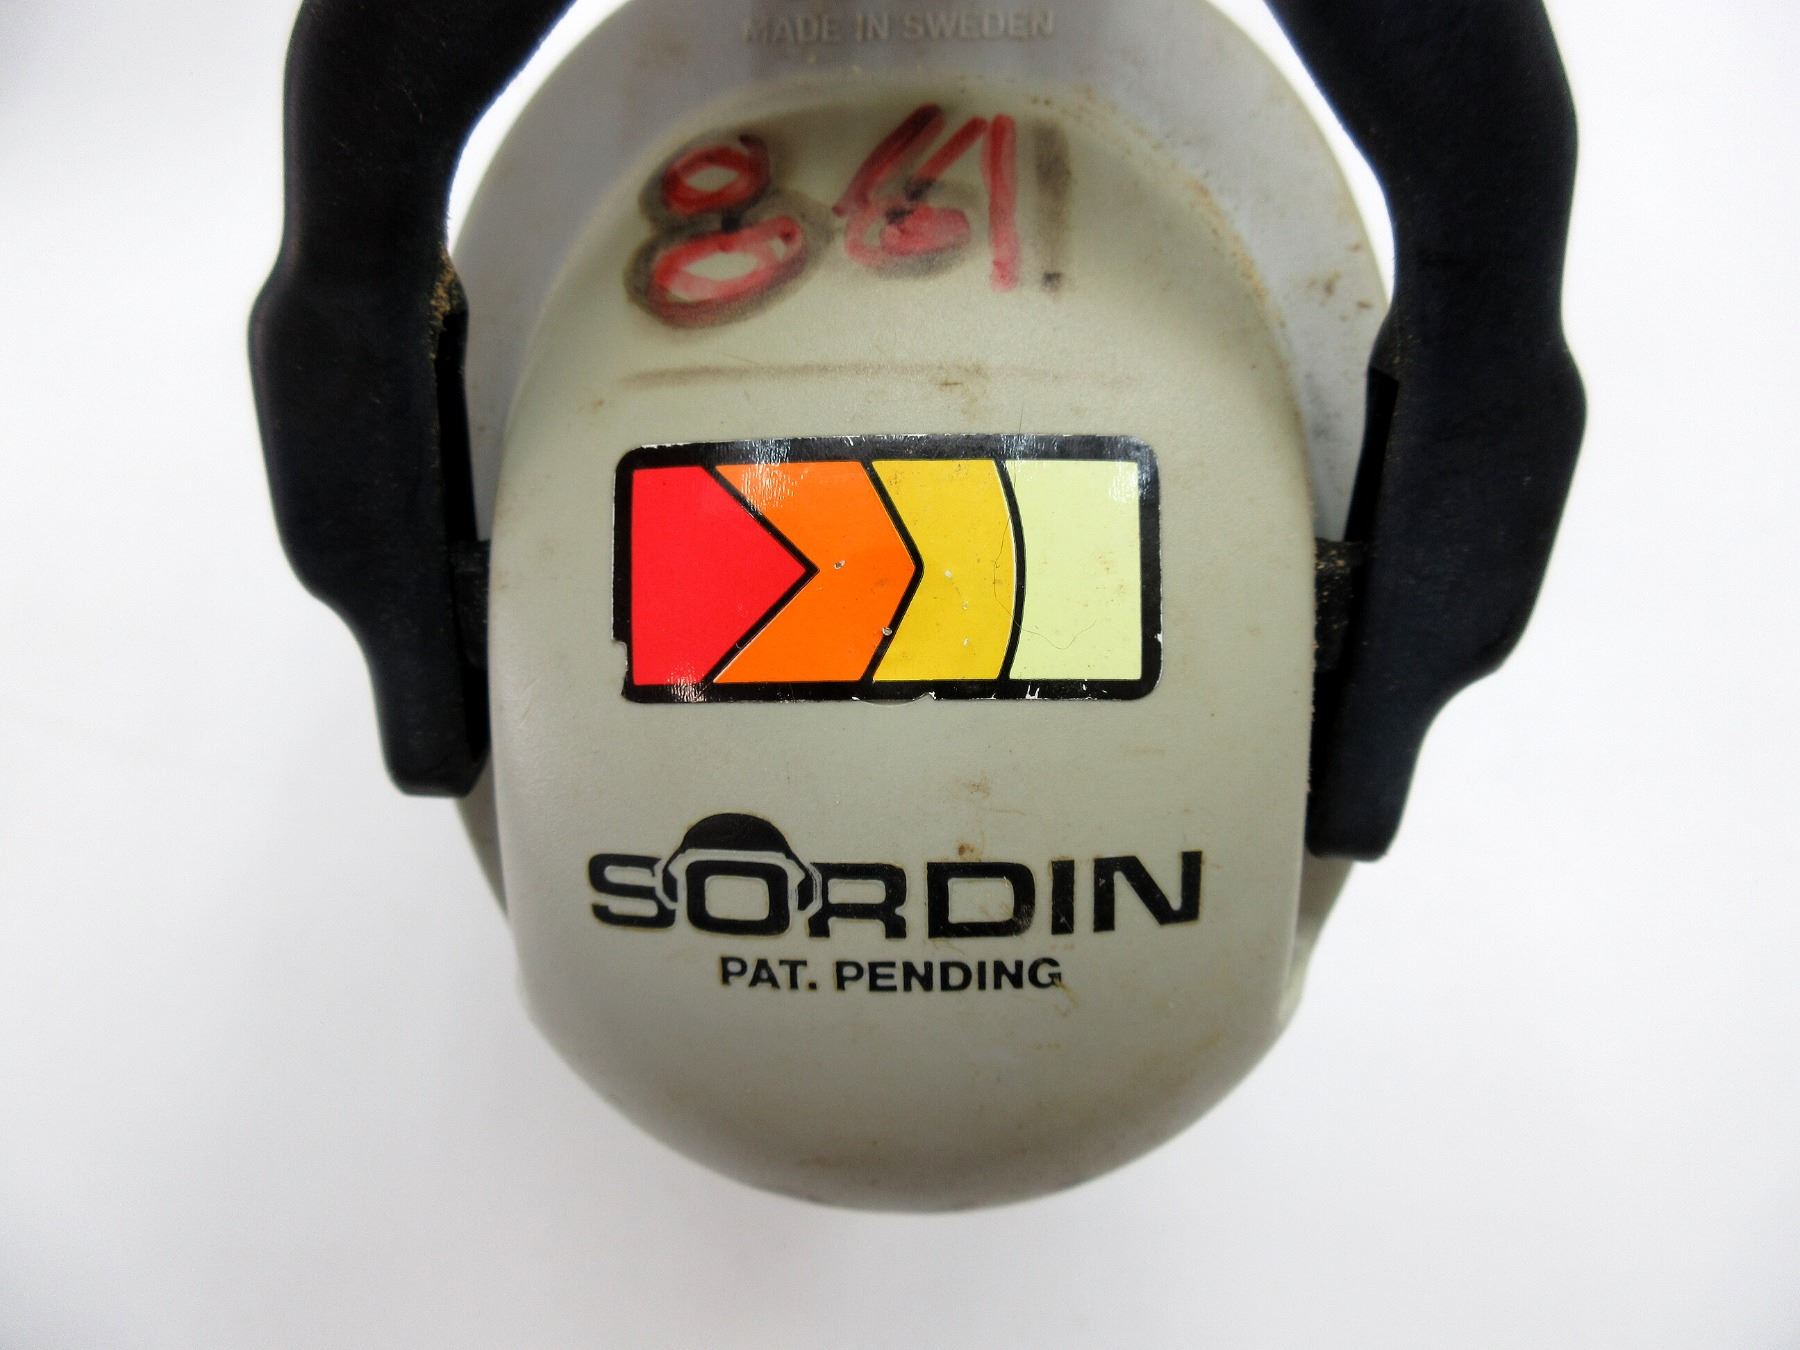 MADE IN SWEDEN
861
SORDIN
PAT. PENDING